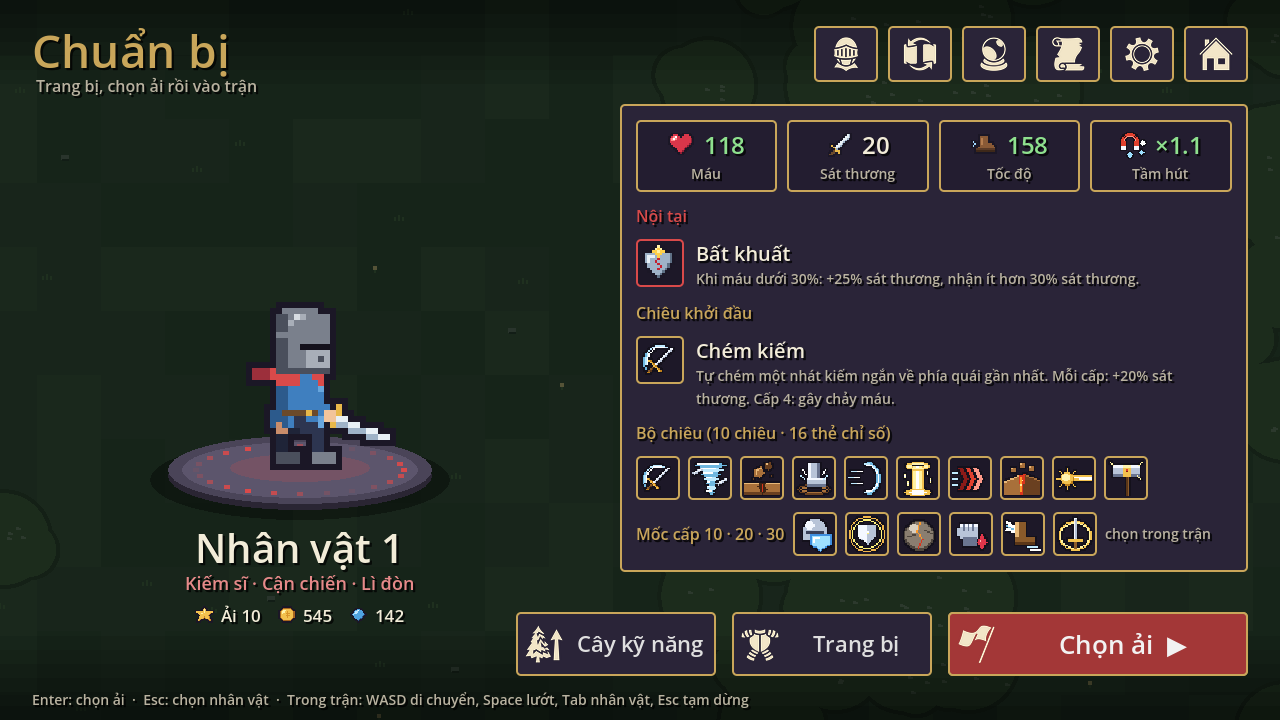 Chuẩn bị
Trang bị, chọn ải rồi vào trận
118
Máu
20
Sát thương
158
Tốc độ
×1.1
Tầm hút
Nội tại
Bất khuất
Khi máu dưới 30%: +25% sát thương, nhận ít hơn 30% sát thương.
Chiêu khởi đầu
Chém kiếm
Tự chém một nhát kiếm ngắn về phía quái gần nhất. Mỗi cấp: +20% sát
thương. Cấp 4: gây chảy máu.
Bộ chiêu (10 chiêu · 16 thẻ chỉ số)
Mốc cấp 10 · 20 · 30
chọn trong trận
Nhân vật 1
Kiếm sĩ · Cận chiến · Lì đòn
Ải 10 545 142
Cây kỹ năng
Trang bị
Chọn ải ▶
Enter: chọn ải · Esc: chọn nhân vật · Trong trận: WASD di chuyển, Space lướt, Tab nhân vật, Esc tạm dừng